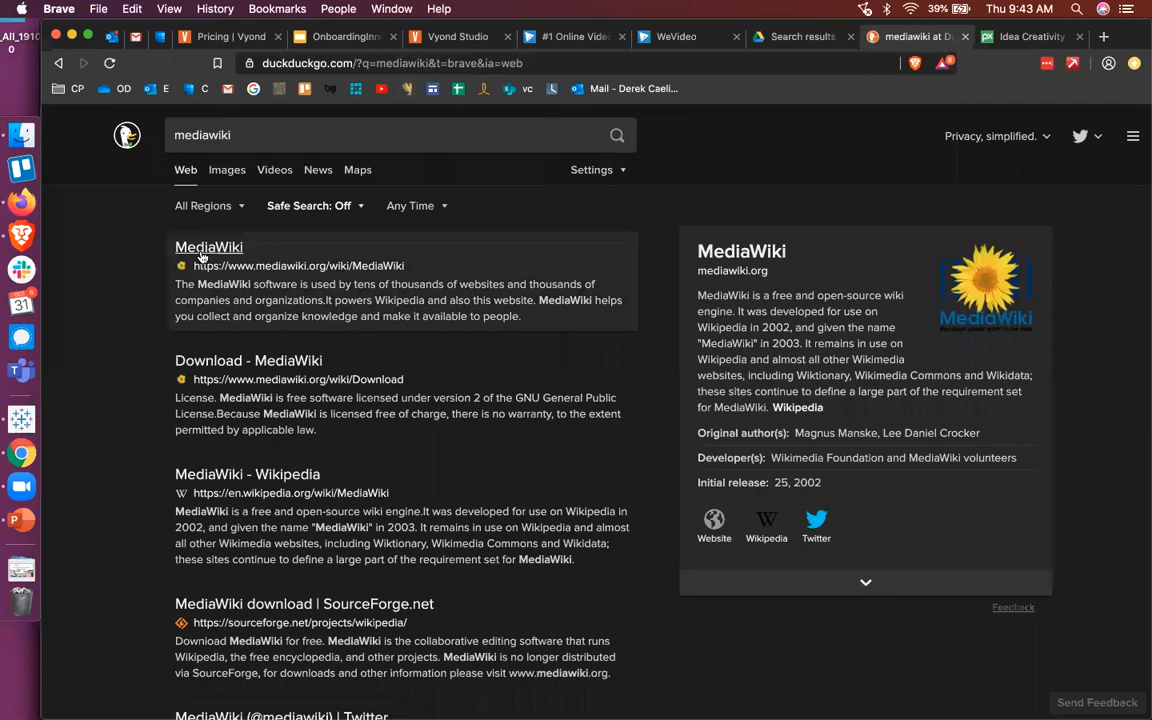 Brave File Edit View History Bookmarks People Window Help 39% Thu 9:43 AM
_All_1910
0
Pricing | Vyond × OnboardingInn × Vyond Studio × #1 Online Vide × WeVideo × Search results × mediawiki at D × Idea Creativity × +
duckduckgo.com/?q=mediawiki&t=brave&ia=web
CP OD E C vc Mail - Derek Caeli...
mediawiki
Privacy, simplified.
Web Images Videos News Maps Settings
All Regions Safe Search: Off Any Time
MediaWiki
https://www.mediawiki.org/wiki/MediaWiki
The MediaWiki software is used by tens of thousands of websites and thousands of
companies and organizations.It powers Wikipedia and also this website. MediaWiki helps
you collect and organize knowledge and make it available to people.
Download - MediaWiki
https://www.mediawiki.org/wiki/Download
License. MediaWiki is free software licensed under version 2 of the GNU General Public
License.Because MediaWiki is licensed free of charge, there is no warranty, to the extent
permitted by applicable law.
MediaWiki - Wikipedia
W https://en.wikipedia.org/wiki/MediaWiki
MediaWiki is a free and open-source wiki engine.It was developed for use on Wikipedia in
2002, and given the name "MediaWiki" in 2003. It remains in use on Wikipedia and almost
all other Wikimedia websites, including Wiktionary, Wikimedia Commons and Wikidata;
these sites continue to define a large part of the requirement set for MediaWiki.
MediaWiki download | SourceForge.net
https://sourceforge.net/projects/wikipedia/
Download MediaWiki for free. MediaWiki is the collaborative editing software that runs
Wikipedia, the free encyclopedia, and other projects. MediaWiki is no longer distributed
via SourceForge, for downloads and other information please visit www.mediawiki.org.
MediaWiki (@mediawiki) | Twitter
MediaWiki
mediawiki.org
MediaWiki
MediaWiki is a free and open-source wiki
engine. It was developed for use on
Wikipedia in 2002, and given the name
"MediaWiki" in 2003. It remains in use on
Wikipedia and almost all other Wikimedia
websites, including Wiktionary, Wikimedia Commons and Wikidata;
these sites continue to define a large part of the requirement set
for MediaWiki. Wikipedia
Original author(s): Magnus Manske, Lee Daniel Crocker
Developer(s): Wikimedia Foundation and MediaWiki volunteers
Initial release: 25, 2002
Website Wikipedia Twitter
Feedback
Send Feedback